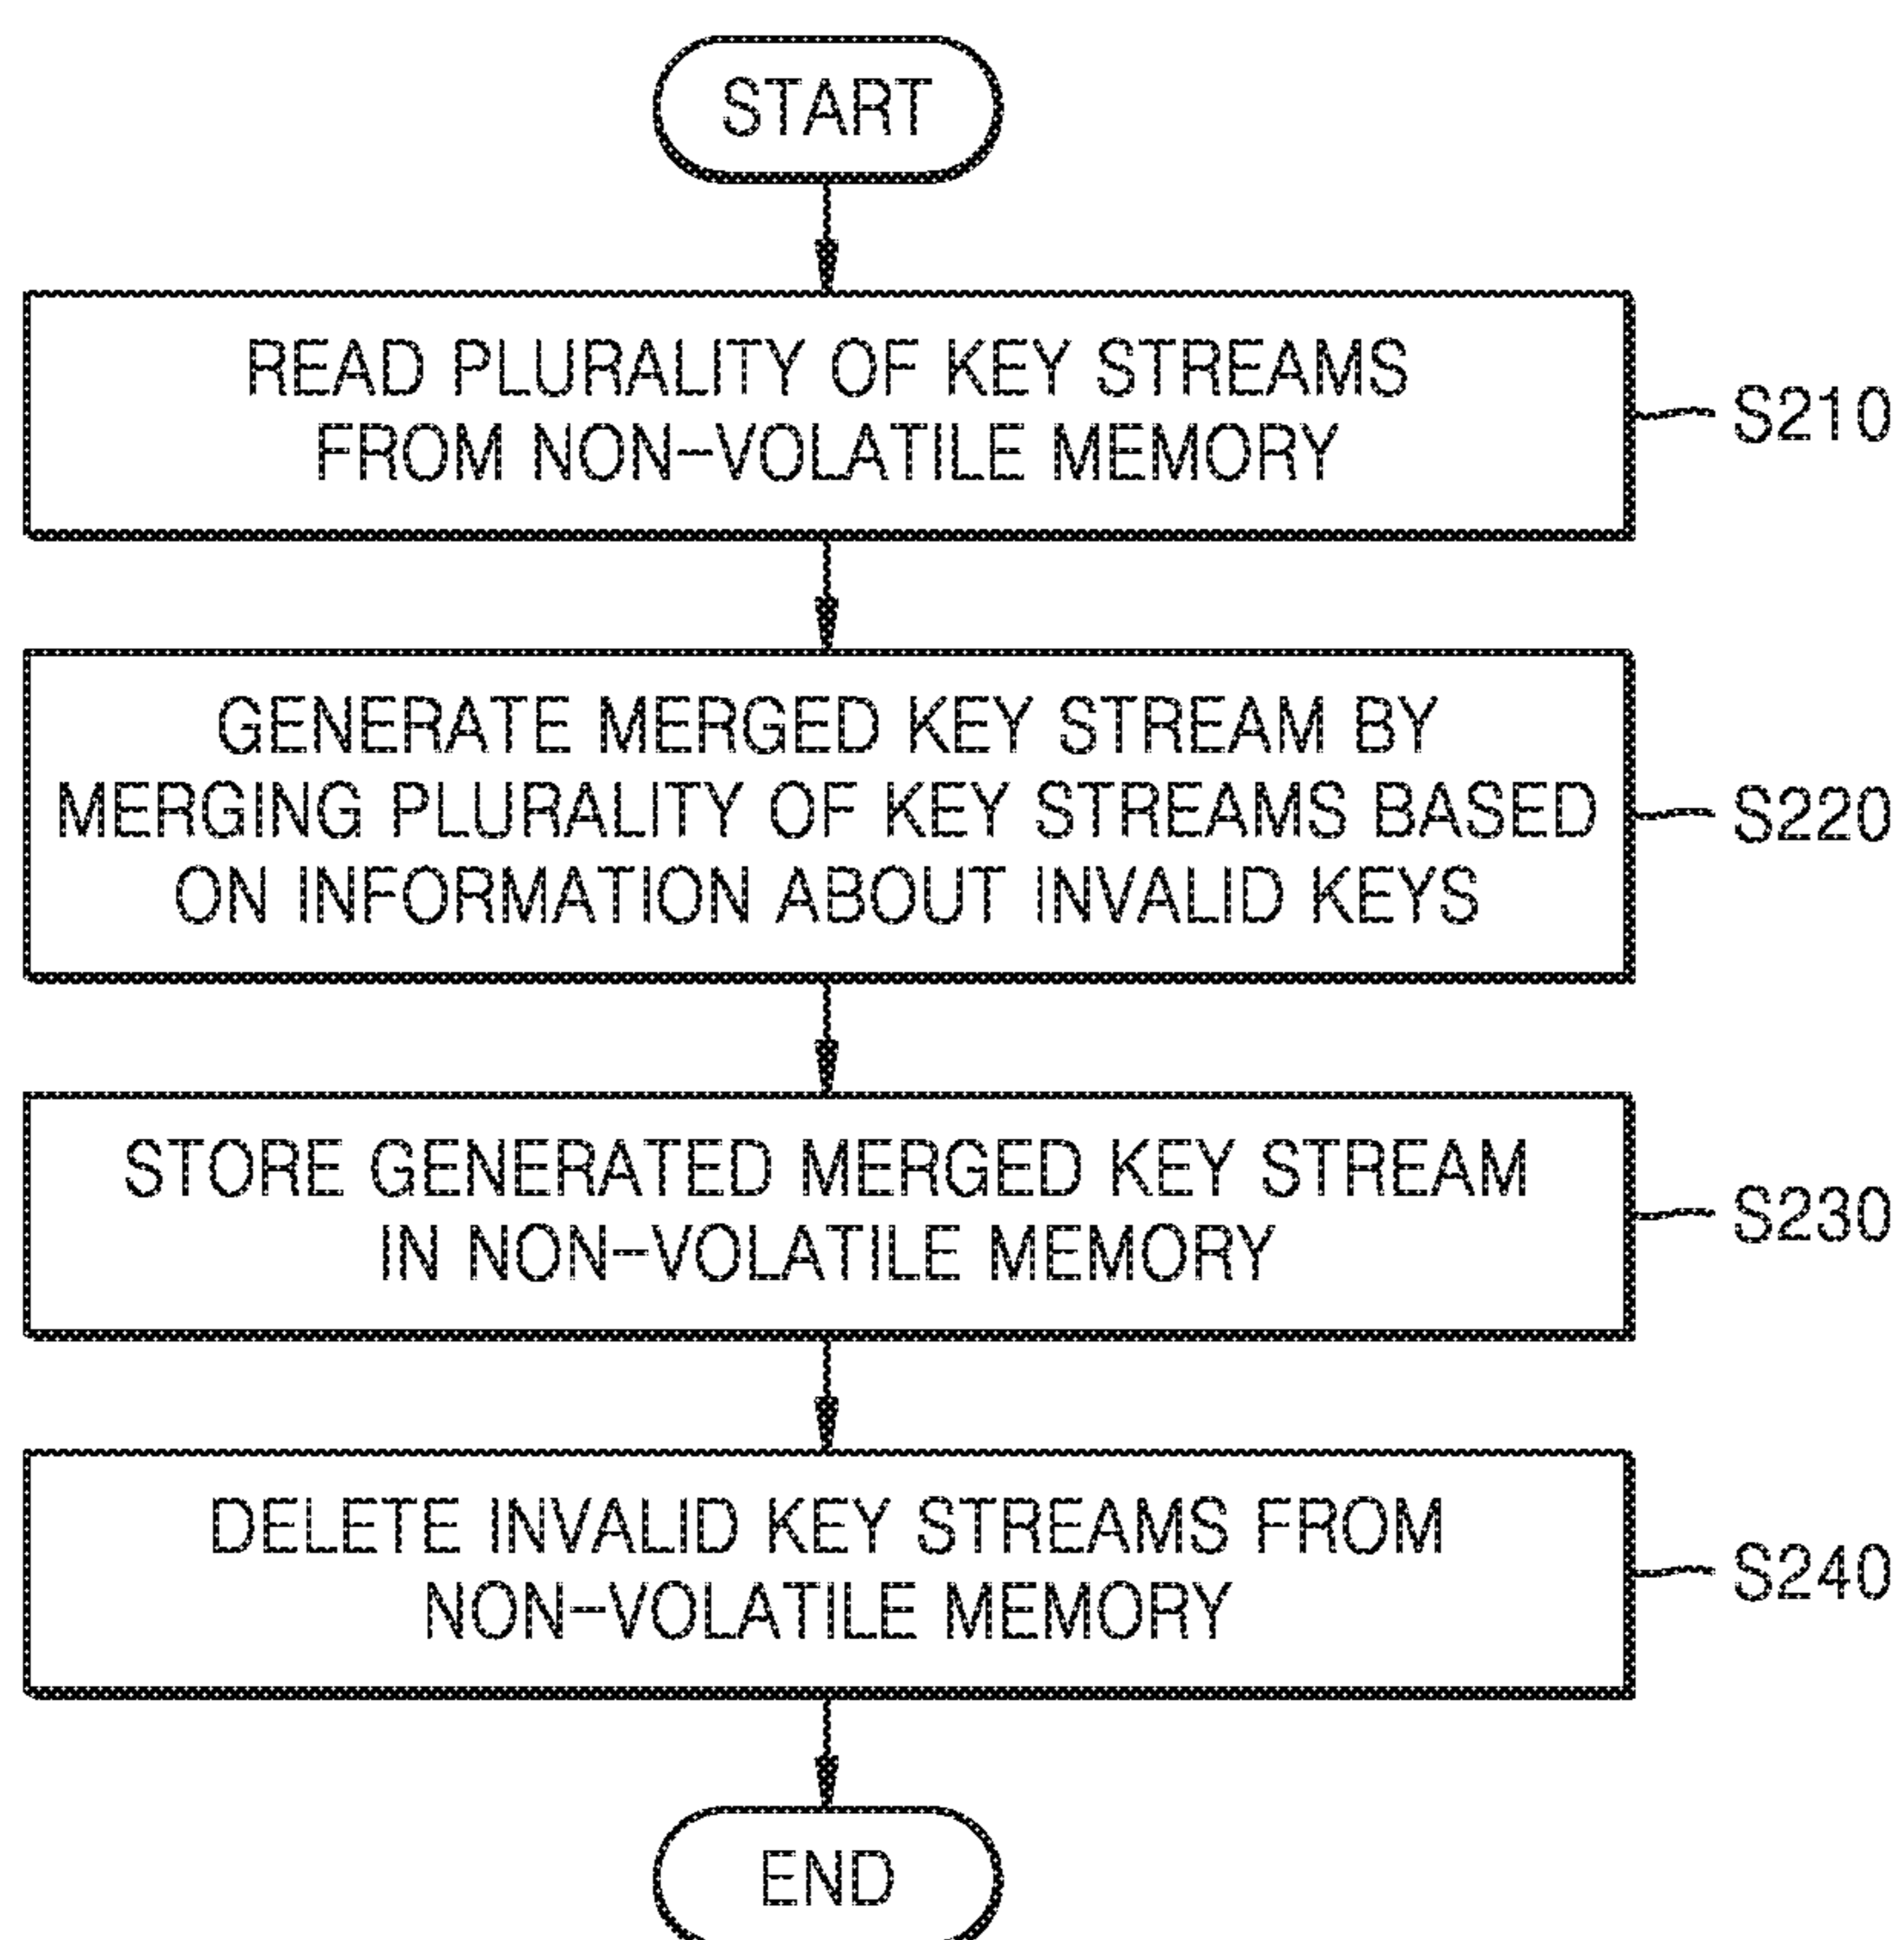 START
READ PLURALITY OF KEY STREAMS
FROM NON-VOLATILE MEMORY
S210
GENERATE MERGED KEY STREAM BY
MERGING PLURALITY OF KEY STREAMS BASED
ON INFORMATION ABOUT INVALID KEYS
S220
STORE GENERATED MERGED KEY STREAM
IN NON-VOLATILE MEMORY
S230
DELETE INVALID KEY STREAMS FROM
NON-VOLATILE MEMORY
S240
END